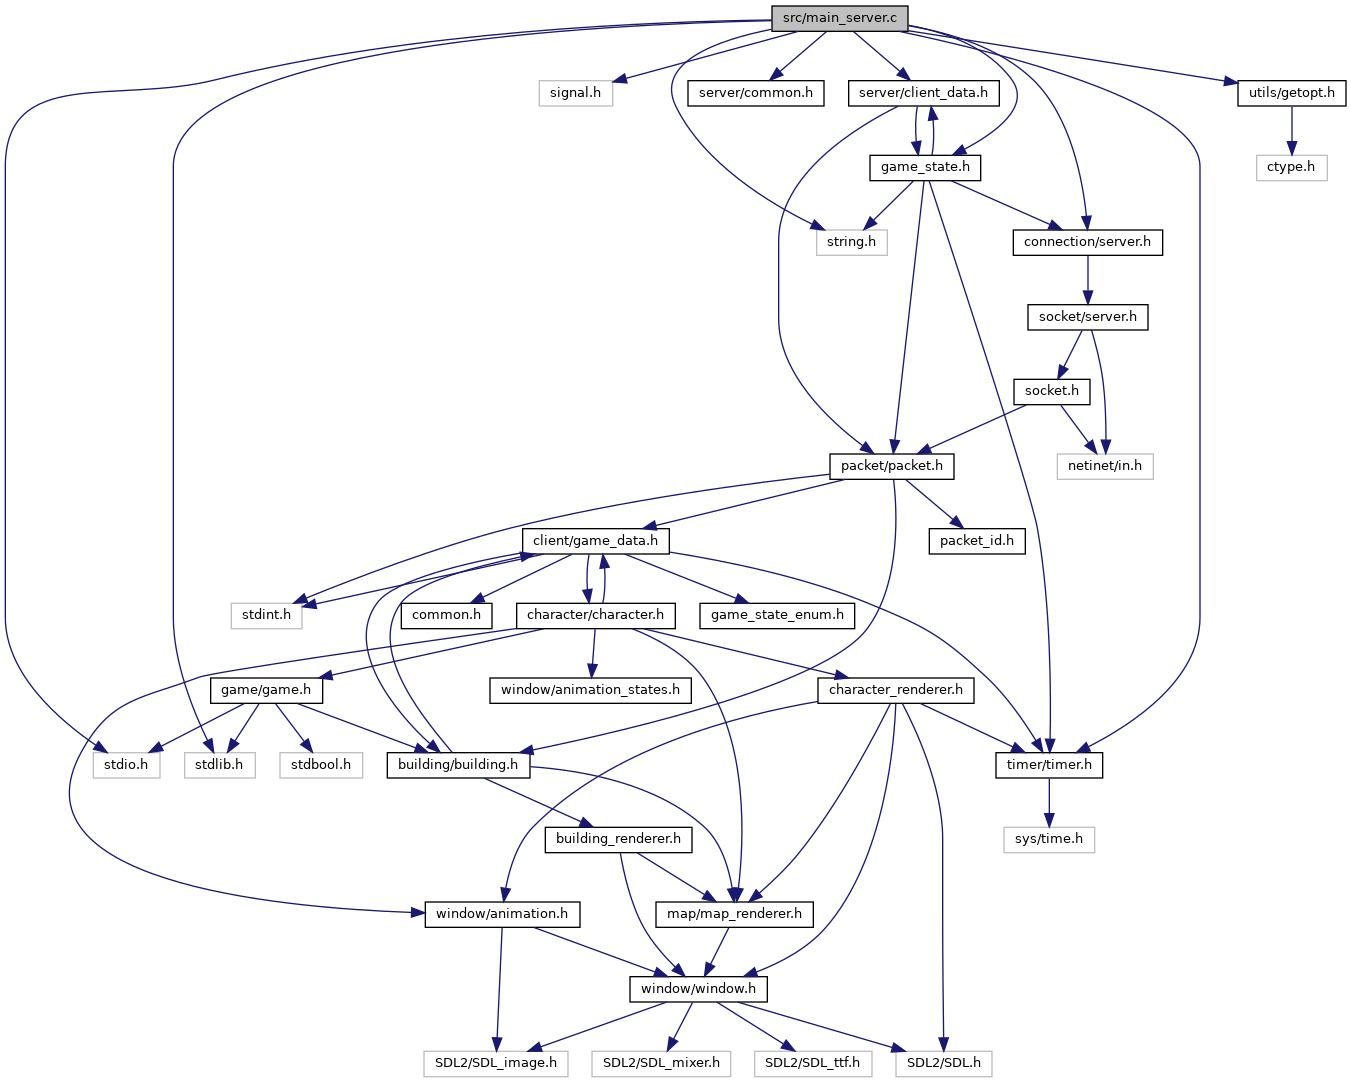 src/main_server.c
signal.h
server/common.h
server/client_data.h
utils/getopt.h
game_state.h
ctype.h
string.h
connection/server.h
socket/server.h
socket.h
packet/packet.h
netinet/in.h
client/game_data.h
packet_id.h
stdint.h
common.h
character/character.h
game_state_enum.h
game/game.h
window/animation_states.h
character_renderer.h
stdio.h
stdlib.h
stdbool.h
building/building.h
timer/timer.h
building_renderer.h
sys/time.h
window/animation.h
map/map_renderer.h
window/window.h
SDL2/SDL_image.h
SDL2/SDL_mixer.h
SDL2/SDL_ttf.h
SDL2/SDL.h